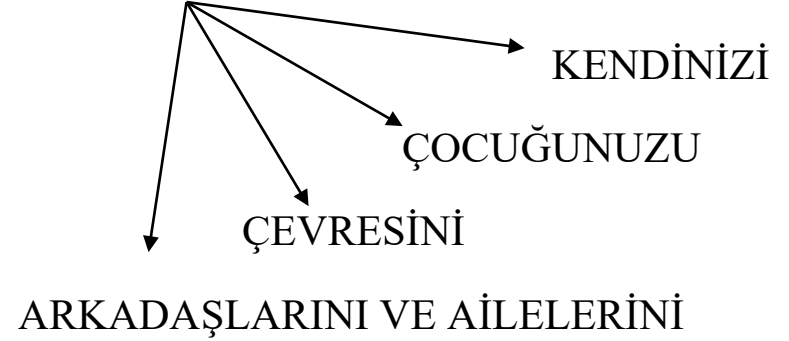 KENDİNİZİ
ÇOCUĞUNUZU
ÇEVRESİNİ
ARKADAŞLARINI VE AİLELERİNİ